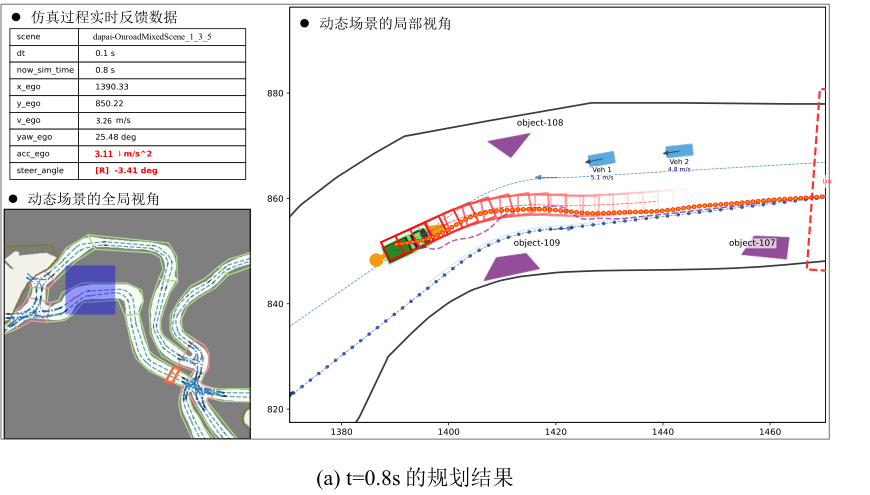 ● 仿真过程实时反馈数据
scene dapai-OnroadMixedScene_1_3_5
dt 0.1 s
now_sim_time 0.8 s
x_ego 1390.33
y_ego 850.22
v_ego 3.26 m/s
yaw_ego 25.48 deg
acc_ego 3.11 m/s^2
steer_angle [R] -3.41 deg
● 动态场景的全局视角
● 动态场景的局部视角
880
860
840
820
1380 1400 1420 1440 1460
object-108
Veh 1
5.1 m/s
Veh 2
4.8 m/s
object-109
object-107
(a) t=0.8s 的规划结果